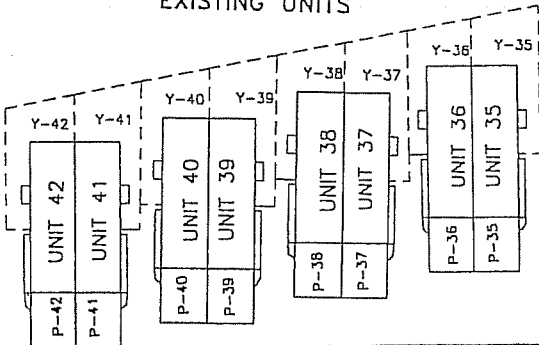 EXISTING UNITS
Y-42
Y-41
Y-40
Y-39
Y-38
Y-37
Y-36
Y-35
UNIT 42
UNIT 41
UNIT 40
UNIT 39
UNIT 38
UNIT 37
UNIT 36
UNIT 35
P-42
P-41
P-40
P-39
P-38
P-37
P-36
P-35